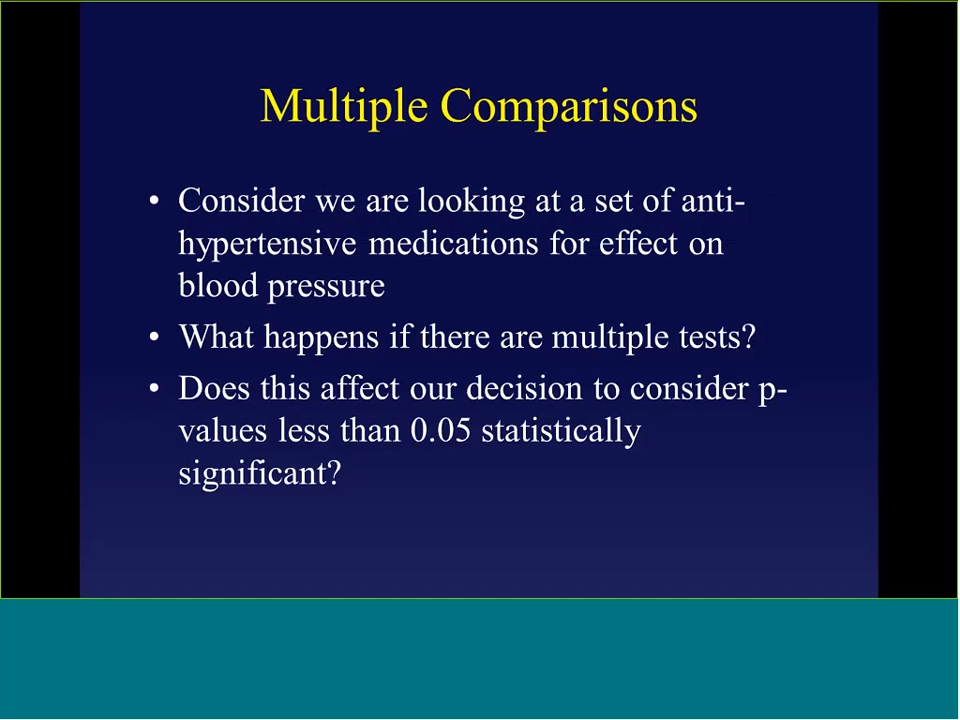 Multiple Comparisons
• Consider we are looking at a set of anti-
hypertensive medications for effect on
blood pressure
• What happens if there are multiple tests?
• Does this affect our decision to consider p-
values less than 0.05 statistically
significant?